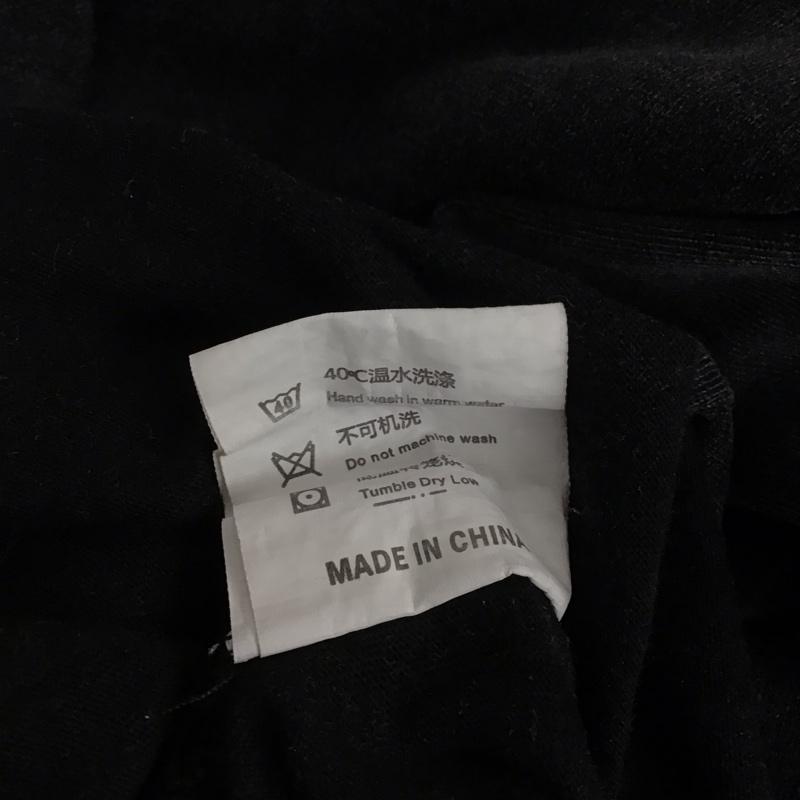 40℃温水洗涤
40
Hand wash in warm water
不可机洗
Do not machine wash
Tumble Dry Low
MADE IN CHINA